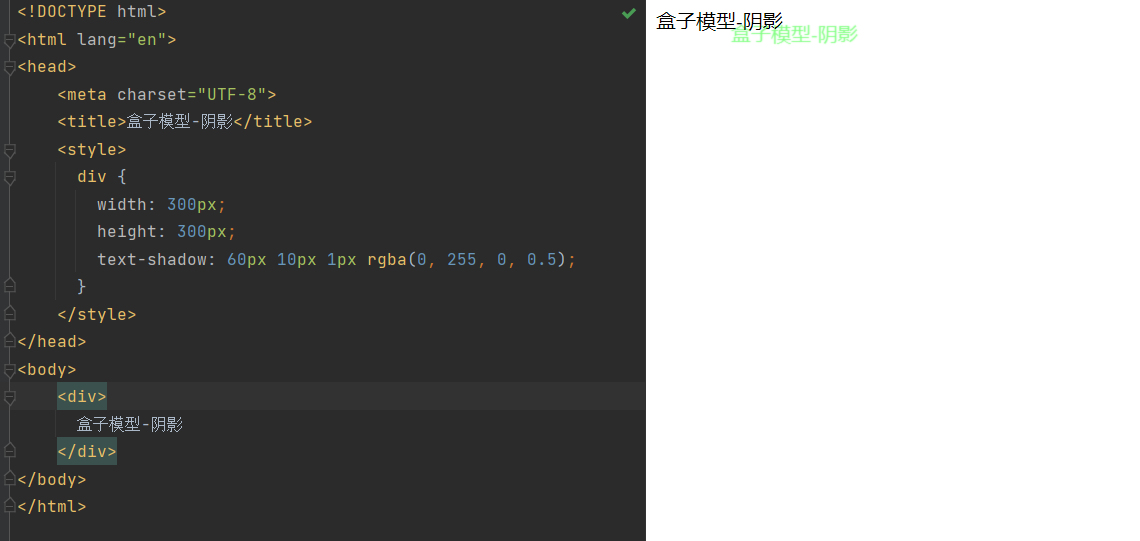 <!DOCTYPE html>
<html lang="en">
<head>
    <meta charset="UTF-8">
    <title>盒子模型-阴影</title>
    <style>
      div {
        width: 300px;
        height: 300px;
        text-shadow: 60px 10px 1px rgba(0, 255, 0, 0.5);
      }
    </style>
</head>
<body>
    <div>
      盒子模型-阴影
    </div>
</body>
</html>
盒子模型-阴影
盒子模型-阴影